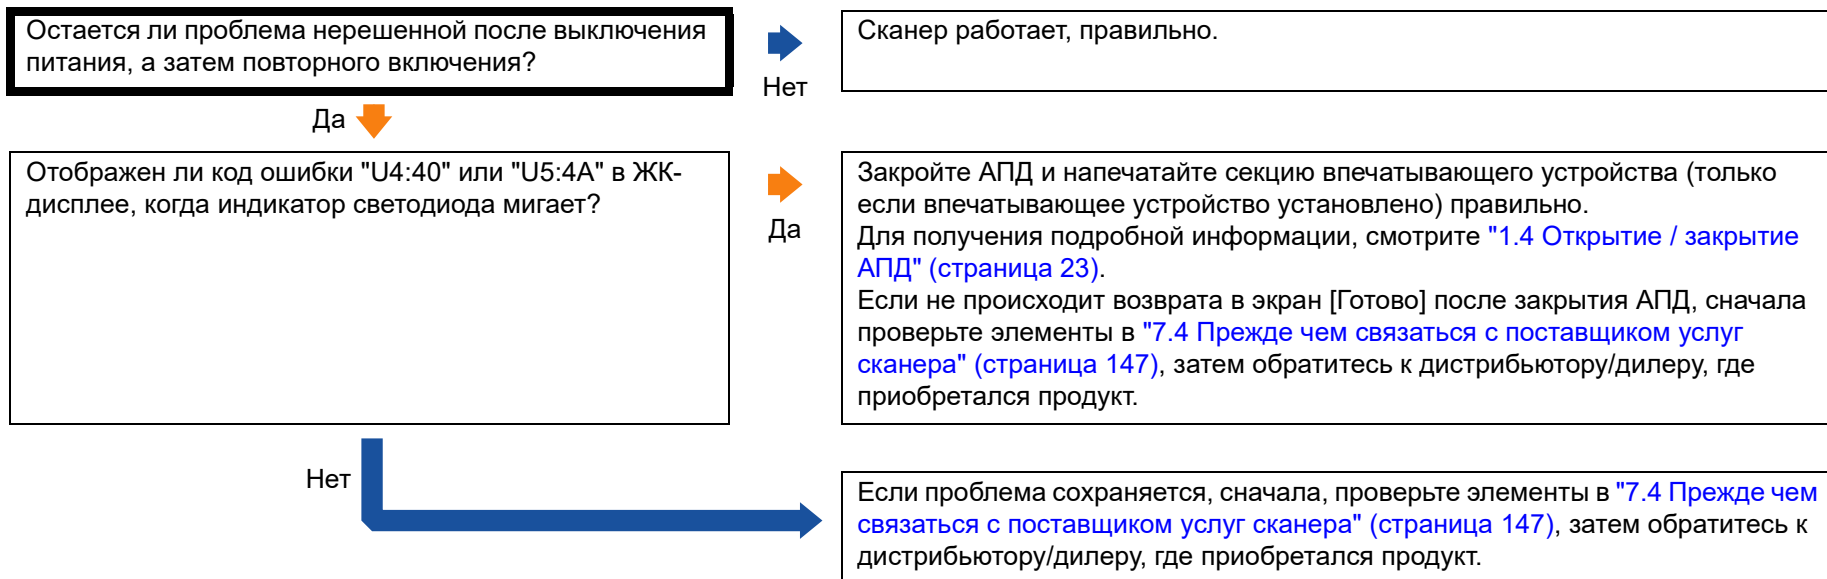 Остается ли проблема нерешенной после выключения
питания, а затем повторного включения?
Нет
Сканер работает, правильно.
Да
Отображен ли код ошибки "U4:40" или "U5:4A" в ЖК-
дисплее, когда индикатор светодиода мигает?
Да
Закройте АПД и напечатайте секцию впечатывающего устройства (только
если впечатывающее устройство установлено) правильно.
Для получения подробной информации, смотрите "1.4 Открытие / закрытие
АПД" (страница 23).
Если не происходит возврата в экран [Готово] после закрытия АПД, сначала
проверьте элементы в "7.4 Прежде чем связаться с поставщиком услуг
сканера" (страница 147), затем обратитесь к дистрибьютору/дилеру, где
приобретался продукт.
Нет
Если проблема сохраняется, сначала, проверьте элементы в "7.4 Прежде чем
связаться с поставщиком услуг сканера" (страница 147), затем обратитесь к
дистрибьютору/дилеру, где приобретался продукт.